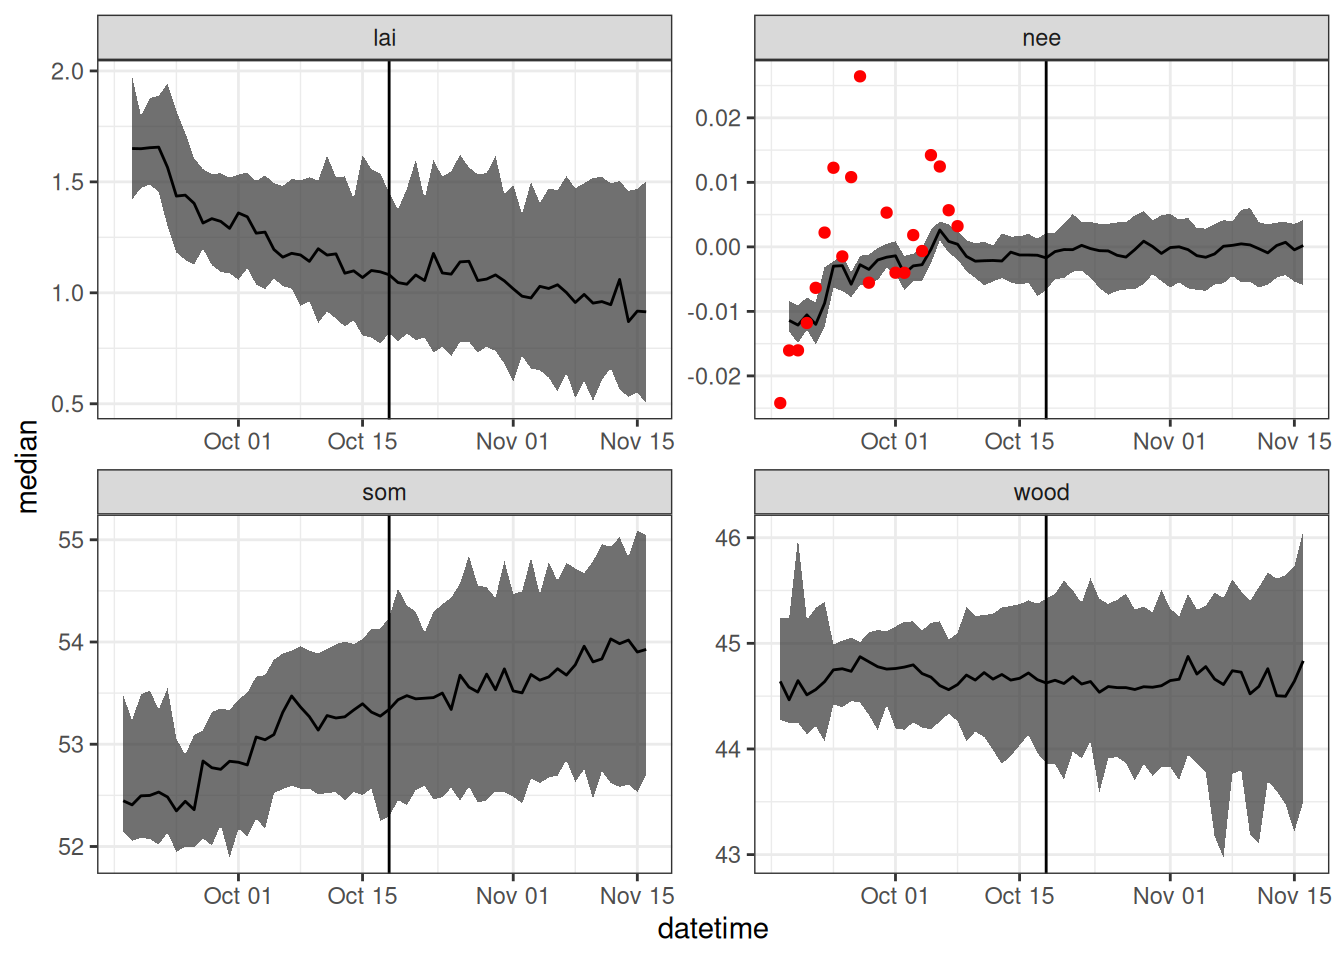 lai
nee
2.0
1.5
1.0
0.5
0.02
0.01
0.00
-0.01
-0.02
Oct 01 Oct 15 Nov 01 Nov 15
Oct 01 Oct 15 Nov 01 Nov 15
median
som
wood
55
54
53
52
46
45
44
43
Oct 01 Oct 15 Nov 01 Nov 15
Oct 01 Oct 15 Nov 01 Nov 15
datetime